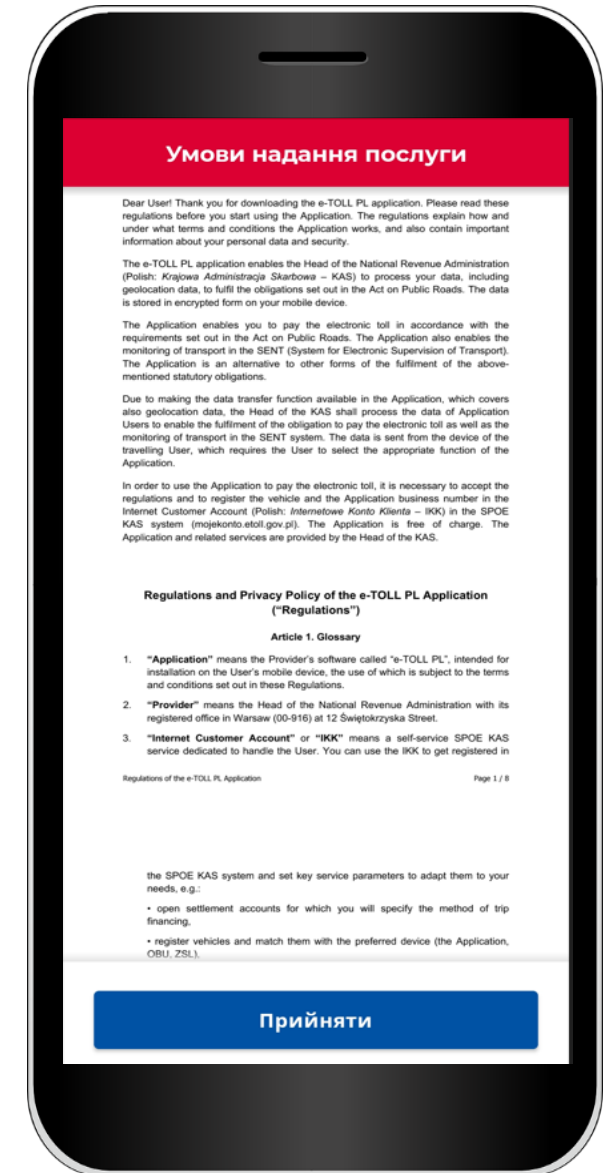 Умови надання послуги
Dear User! Thank you for downloading the e-TOLL PL application. Please read these
regulations before you start using the Application. The regulations explain how and
under what terms and conditions the Application works, and also contain important
information about your personal data and security.
The e-TOLL PL application enables the Head of the National Revenue Administration
(Polish: Krajowa Administracja Skarbowa – KAS) to process your data, including
geolocation data, to fulfil the obligations set out in the Act on Public Roads. The data
is stored in encrypted form on your mobile device.
The Application enables you to pay the electronic toll in accordance with the
requirements set out in the Act on Public Roads. The Application also enables the
monitoring of transport in the SENT (System for Electronic Supervision of Transport).
The Application is an alternative to other forms of the fulfilment of the above-
mentioned statutory obligations.
Due to making the data transfer function available in the Application, which covers
also geolocation data, the Head of the KAS shall process the data of Application
Users to enable the fulfilment of the obligation to pay the electronic toll as well as the
monitoring of transport in the SENT system. The data is sent from the device of the
travelling User, which requires the User to select the appropriate function of the
Application.
In order to use the Application to pay the electronic toll, it is necessary to accept the
regulations and to register the vehicle and the Application business number in the
Internet Customer Account (Polish: Internetowe Konto Klienta – IKK) in the SPOE
KAS system (mojekonto.etoll.gov.pl). The Application is free of charge. The
Application and related services are provided by the Head of the KAS.
Regulations and Privacy Policy of the e-TOLL PL Application
(“Regulations”)
Article 1. Glossary
1. “Application” means the Provider’s software called “e-TOLL PL”, intended for
installation on the User’s mobile device, the use of which is subject to the terms
and conditions set out in these Regulations.
2. “Provider” means the Head of the National Revenue Administration with its
registered office in Warsaw (00-916) at 12 Świętokrzyska Street.
3. “Internet Customer Account” or “IKK” means a self-service SPOE KAS
service dedicated to handle the User. You can use the IKK to get registered in
Regulations of the e-TOLL PL Application Page 1 / 8
the SPOE KAS system and set key service parameters to adapt them to your
needs, e.g.:
• open settlement accounts for which you will specify the method of trip
financing,
• register vehicles and match them with the preferred device (the Application,
OBU, ZSL),
Прийняти